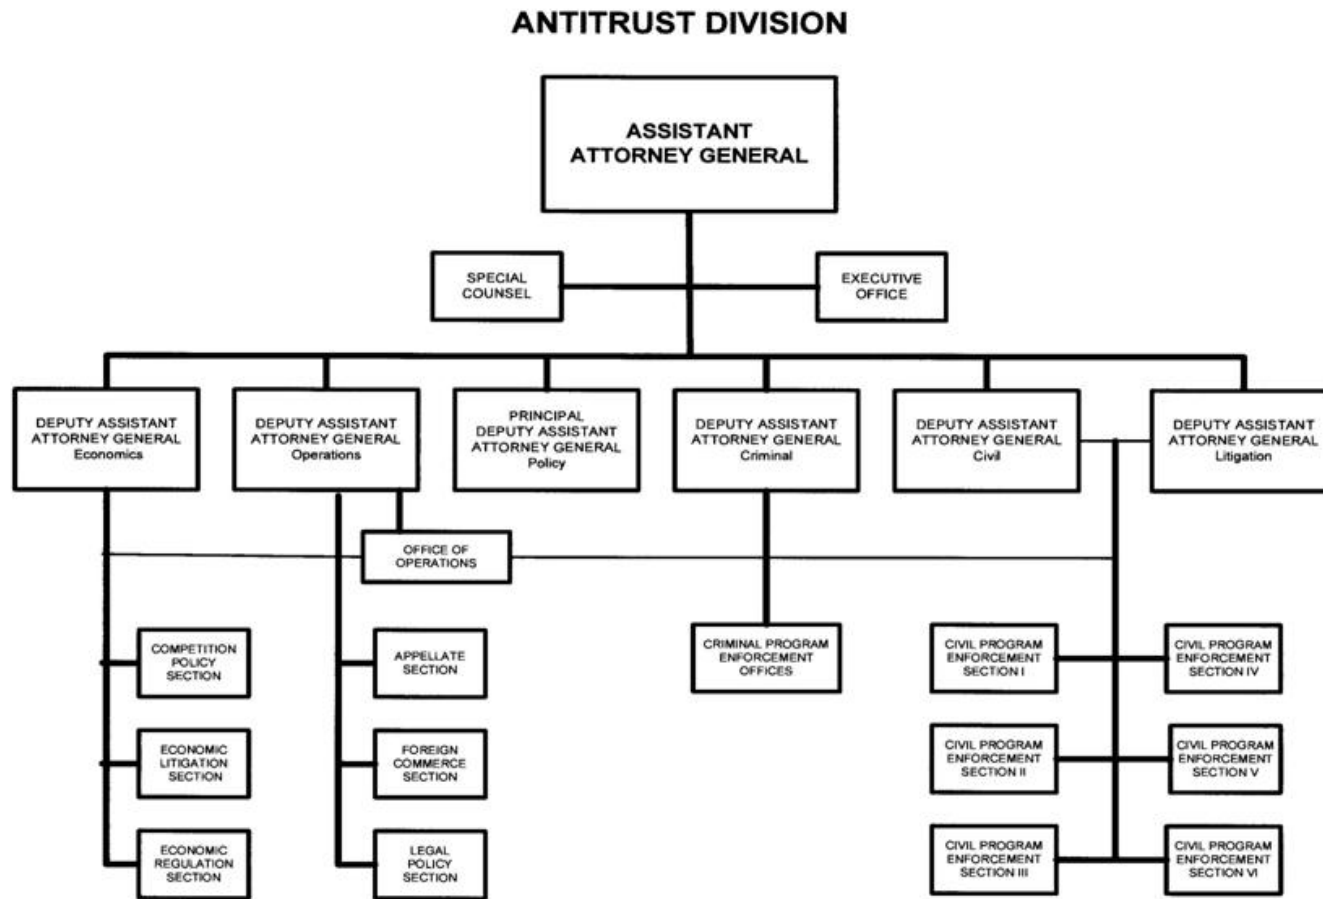 ANTITRUST DIVISION
ASSISTANT
ATTORNEY GENERAL
SPECIAL
COUNSEL
EXECUTIVE
OFFICE
DEPUTY ASSISTANT
ATTORNEY GENERAL
Economics
DEPUTY ASSISTANT
ATTORNEY GENERAL
Operations
PRINCIPAL
DEPUTY ASSISTANT
ATTORNEY GENERAL
Policy
DEPUTY ASSISTANT
ATTORNEY GENERAL
Criminal
DEPUTY ASSISTANT
ATTORNEY GENERAL
Civil
DEPUTY ASSISTANT
ATTORNEY GENERAL
Litigation
OFFICE OF
OPERATIONS
COMPETITION
POLICY
SECTION
APPELLATE
SECTION
CRIMINAL PROGRAM
ENFORCEMENT
OFFICES
CIVIL PROGRAM
ENFORCEMENT
SECTION I
CIVIL PROGRAM
ENFORCEMENT
SECTION IV
ECONOMIC
LITIGATION
SECTION
FOREIGN
COMMERCE
SECTION
CIVIL PROGRAM
ENFORCEMENT
SECTION II
CIVIL PROGRAM
ENFORCEMENT
SECTION V
ECONOMIC
REGULATION
SECTION
LEGAL
POLICY
SECTION
CIVIL PROGRAM
ENFORCEMENT
SECTION III
CIVIL PROGRAM
ENFORCEMENT
SECTION VI